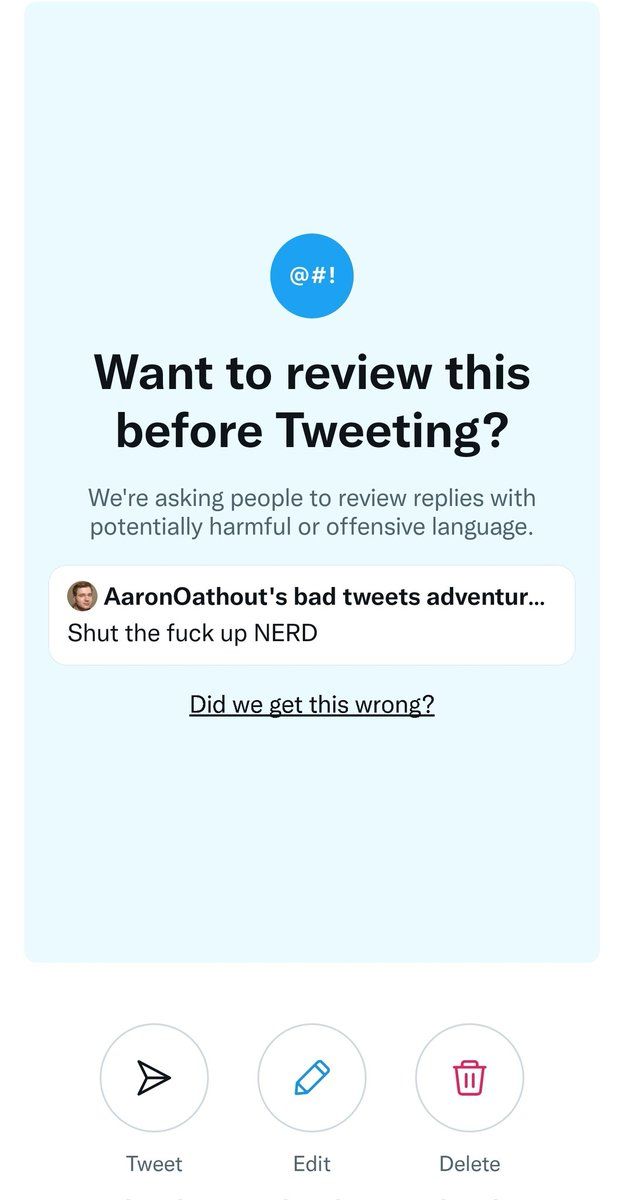 @#!
Want to review this
before Tweeting?
We're asking people to review replies with
potentially harmful or offensive language.
AaronOathout's bad tweets adventur...
Shut the fuck up NERD
Did we get this wrong?
Tweet Edit Delete